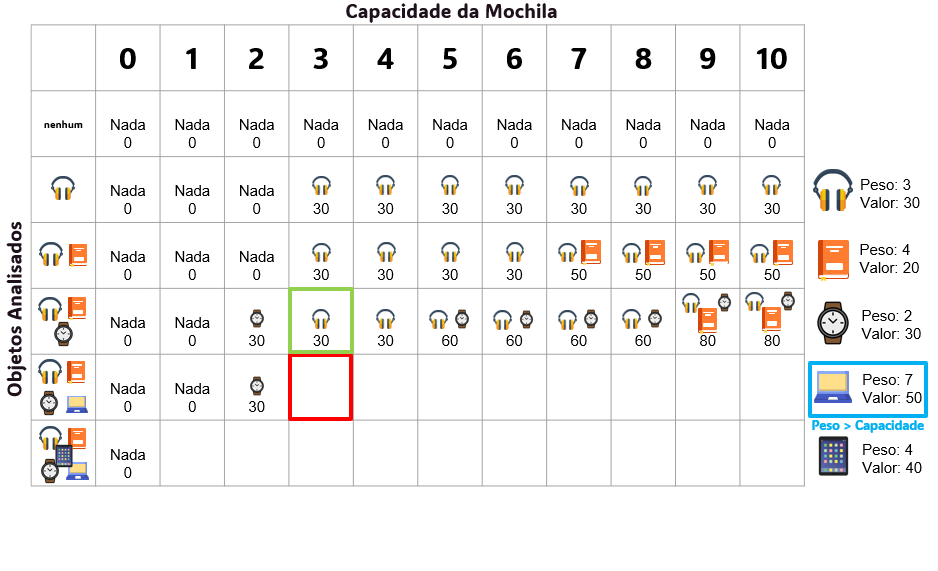 Capacidade da Mochila
Objetos Analisados
0 1 2 3 4 5 6 7 8 9 10
nenhum Nada Nada Nada Nada Nada Nada Nada Nada Nada Nada Nada
0 0 0 0 0 0 0 0 0 0 0
Nada Nada Nada
0 0 0 30 30 30 30 30 30 30 30
Peso: 3
Valor: 30
Nada Nada Nada
0 0 0 30 30 30 30 50 50 50 50
Peso: 4
Valor: 20
Nada Nada
0 0 30 30 30 60 60 60 60 80 80
Peso: 2
Valor: 30
Nada Nada
0 0 30
Peso: 7
Valor: 50
Peso > Capacidade
Nada
0
Peso: 4
Valor: 40